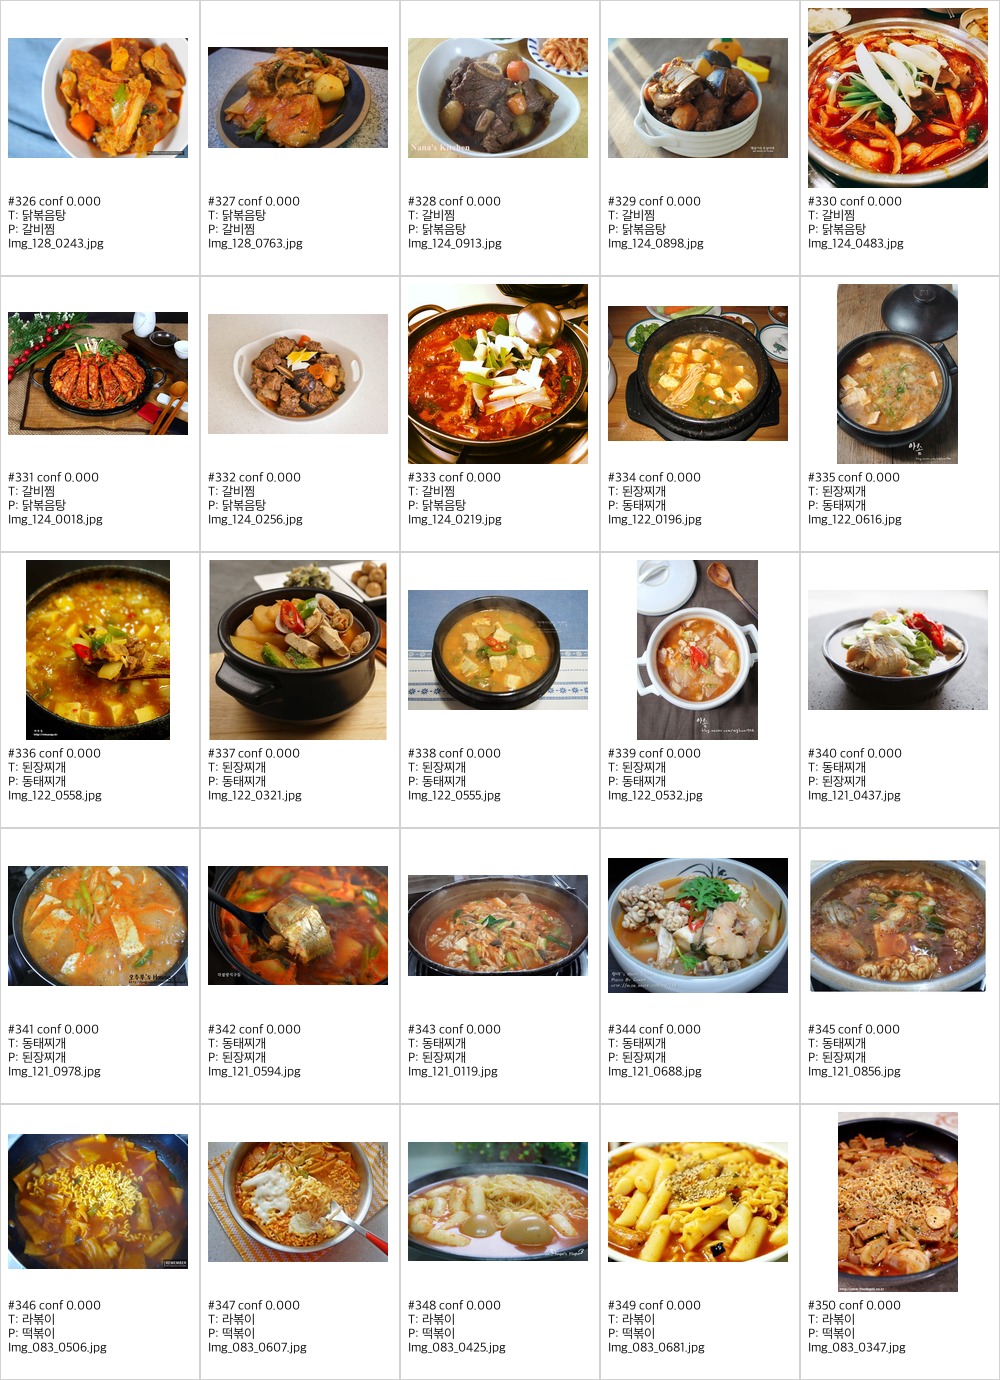 Nana's Kitchen
#326 conf 0.000
T: 닭볶음탕
P: 갈비찜
Img_128_0243.jpg
#327 conf 0.000
T: 닭볶음탕
P: 갈비찜
Img_128_0763.jpg
#328 conf 0.000
T: 갈비찜
P: 닭볶음탕
Img_124_0913.jpg
#329 conf 0.000
T: 갈비찜
P: 닭볶음탕
Img_124_0898.jpg
#330 conf 0.000
T: 갈비찜
P: 닭볶음탕
Img_124_0483.jpg
#331 conf 0.000
T: 갈비찜
P: 닭볶음탕
Img_124_0018.jpg
#332 conf 0.000
T: 갈비찜
P: 닭볶음탕
Img_124_0256.jpg
#333 conf 0.000
T: 갈비찜
P: 닭볶음탕
Img_124_0219.jpg
#334 conf 0.000
T: 된장찌개
P: 동태찌개
Img_122_0196.jpg
#335 conf 0.000
T: 된장찌개
P: 동태찌개
Img_122_0616.jpg
#336 conf 0.000
T: 된장찌개
P: 동태찌개
Img_122_0558.jpg
#337 conf 0.000
T: 된장찌개
P: 동태찌개
Img_122_0321.jpg
#338 conf 0.000
T: 된장찌개
P: 동태찌개
Img_122_0555.jpg
#339 conf 0.000
T: 된장찌개
P: 동태찌개
Img_122_0532.jpg
#340 conf 0.000
T: 동태찌개
P: 된장찌개
Img_121_0437.jpg
#341 conf 0.000
T: 동태찌개
P: 된장찌개
Img_121_0978.jpg
#342 conf 0.000
T: 동태찌개
P: 된장찌개
Img_121_0594.jpg
#343 conf 0.000
T: 동태찌개
P: 된장찌개
Img_121_0119.jpg
#344 conf 0.000
T: 동태찌개
P: 된장찌개
Img_121_0688.jpg
#345 conf 0.000
T: 동태찌개
P: 된장찌개
Img_121_0856.jpg
#346 conf 0.000
T: 라볶이
P: 떡볶이
Img_083_0506.jpg
#347 conf 0.000
T: 라볶이
P: 떡볶이
Img_083_0607.jpg
#348 conf 0.000
T: 라볶이
P: 떡볶이
Img_083_0425.jpg
#349 conf 0.000
T: 라볶이
P: 떡볶이
Img_083_0681.jpg
#350 conf 0.000
T: 라볶이
P: 떡볶이
Img_083_0347.jpg